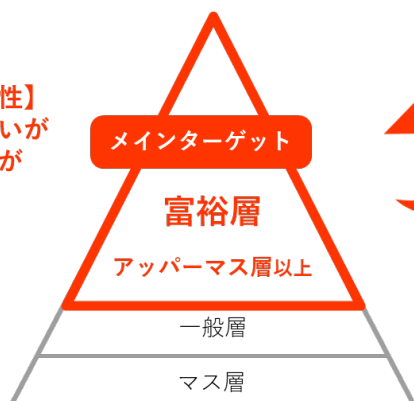 性】
いが
が
メインターゲット
富裕層
アッパーマス層以上
一般層
マス層